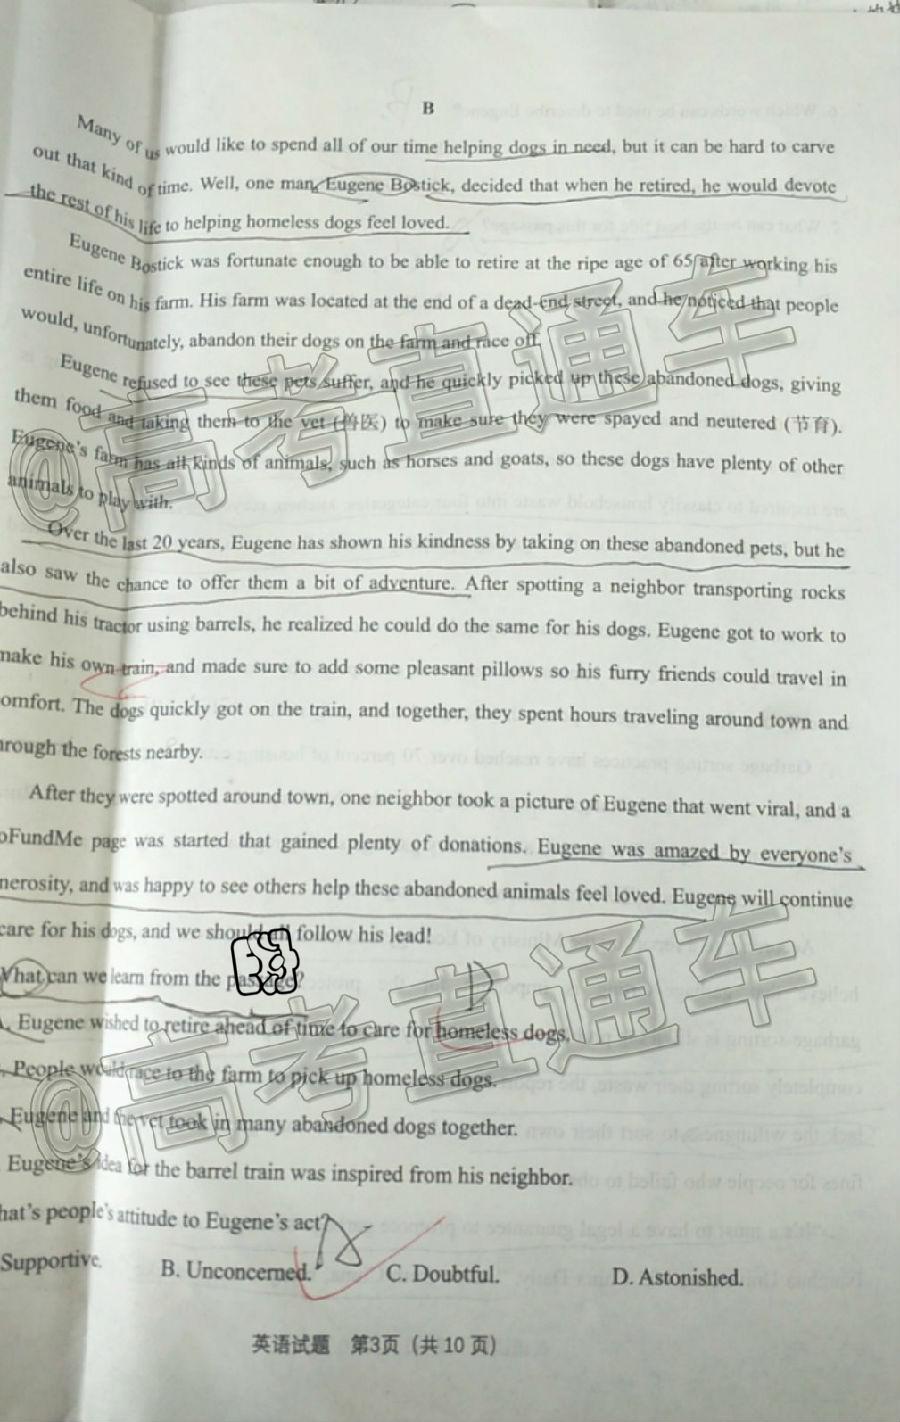 B
Many of us would like to spend all of our time helping dogs in need, but it can be hard to carve
out that kind of time. Well, one man, Eugene Bostick, decided that when he retired, he would devote
the rest of his life to helping homeless dogs feel loved.
Eugene Bostick was fortunate enough to be able to retire at the ripe age of 65 after working his
entire life on his farm. His farm was located at the end of a dead-end street, and he noticed that people
would, unfortunately, abandon their dogs on the farm and race off.
Eugene refused to see these pets suffer, and he quickly picked up these abandoned dogs, giving
them food and taking them to the vet (兽医) to make sure they were spayed and neutered (节育).
Eugene's farm has all kinds of animals, such as horses and goats, so these dogs have plenty of other
animals to play with.
Over the last 20 years, Eugene has shown his kindness by taking on these abandoned pets, but he
also saw the chance to offer them a bit of adventure. After spotting a neighbor transporting rocks
behind his tractor using barrels, he realized he could do the same for his dogs. Eugene got to work to
make his own train, and made sure to add some pleasant pillows so his furry friends could travel in
omfort. The dogs quickly got on the train, and together, they spent hours traveling around town and
rough the forests nearby.
After they were spotted around town, one neighbor took a picture of Eugene that went viral, and a
oFundMe page was started that gained plenty of donations. Eugene was amazed by everyone's
nerosity, and was happy to see others help these abandoned animals feel loved. Eugene will continue
care for his dogs, and we should all follow his lead!
What can we learn from the passage?
D
Eugene wished to retire ahead of time to care for homeless dogs.
People would race to the farm to pick up homeless dogs.
Eugene and the vet took in many abandoned dogs together.
Eugene's idea for the barrel train was inspired from his neighbor.
hat's people's attitude to Eugene's act?
A
Supportive. B. Unconcerned. C. Doubtful. D. Astonished.
英语试题 第3页 (共 10 页)
@高考直通车
@高考直通车